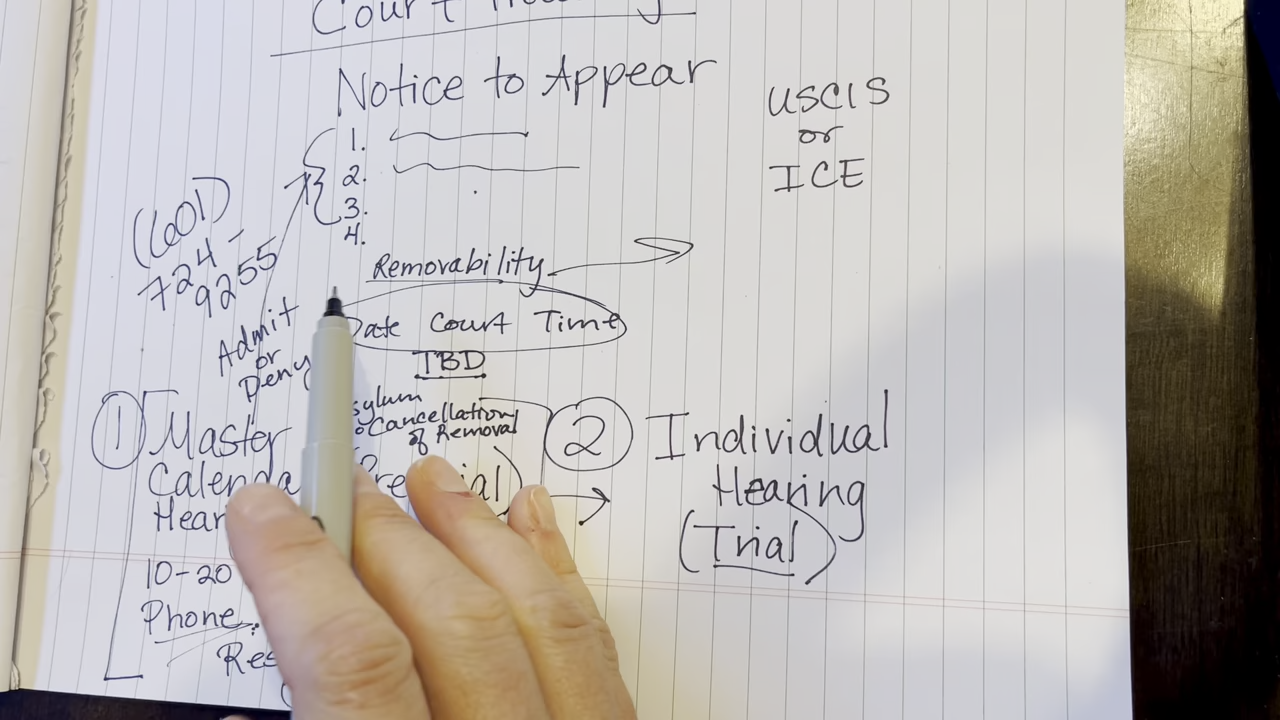 Court
Notice to Appear
USCIS
or
ICE
1.
2.
3.
4.
(601)
724-
9255
Removability
Admit
or
Deny
Date Court Time
TBD
Cancellation
of Removal
1 Master
Calenda
Hear
2 Individual
Hearing
(Trial)
10-20
Phone
Res